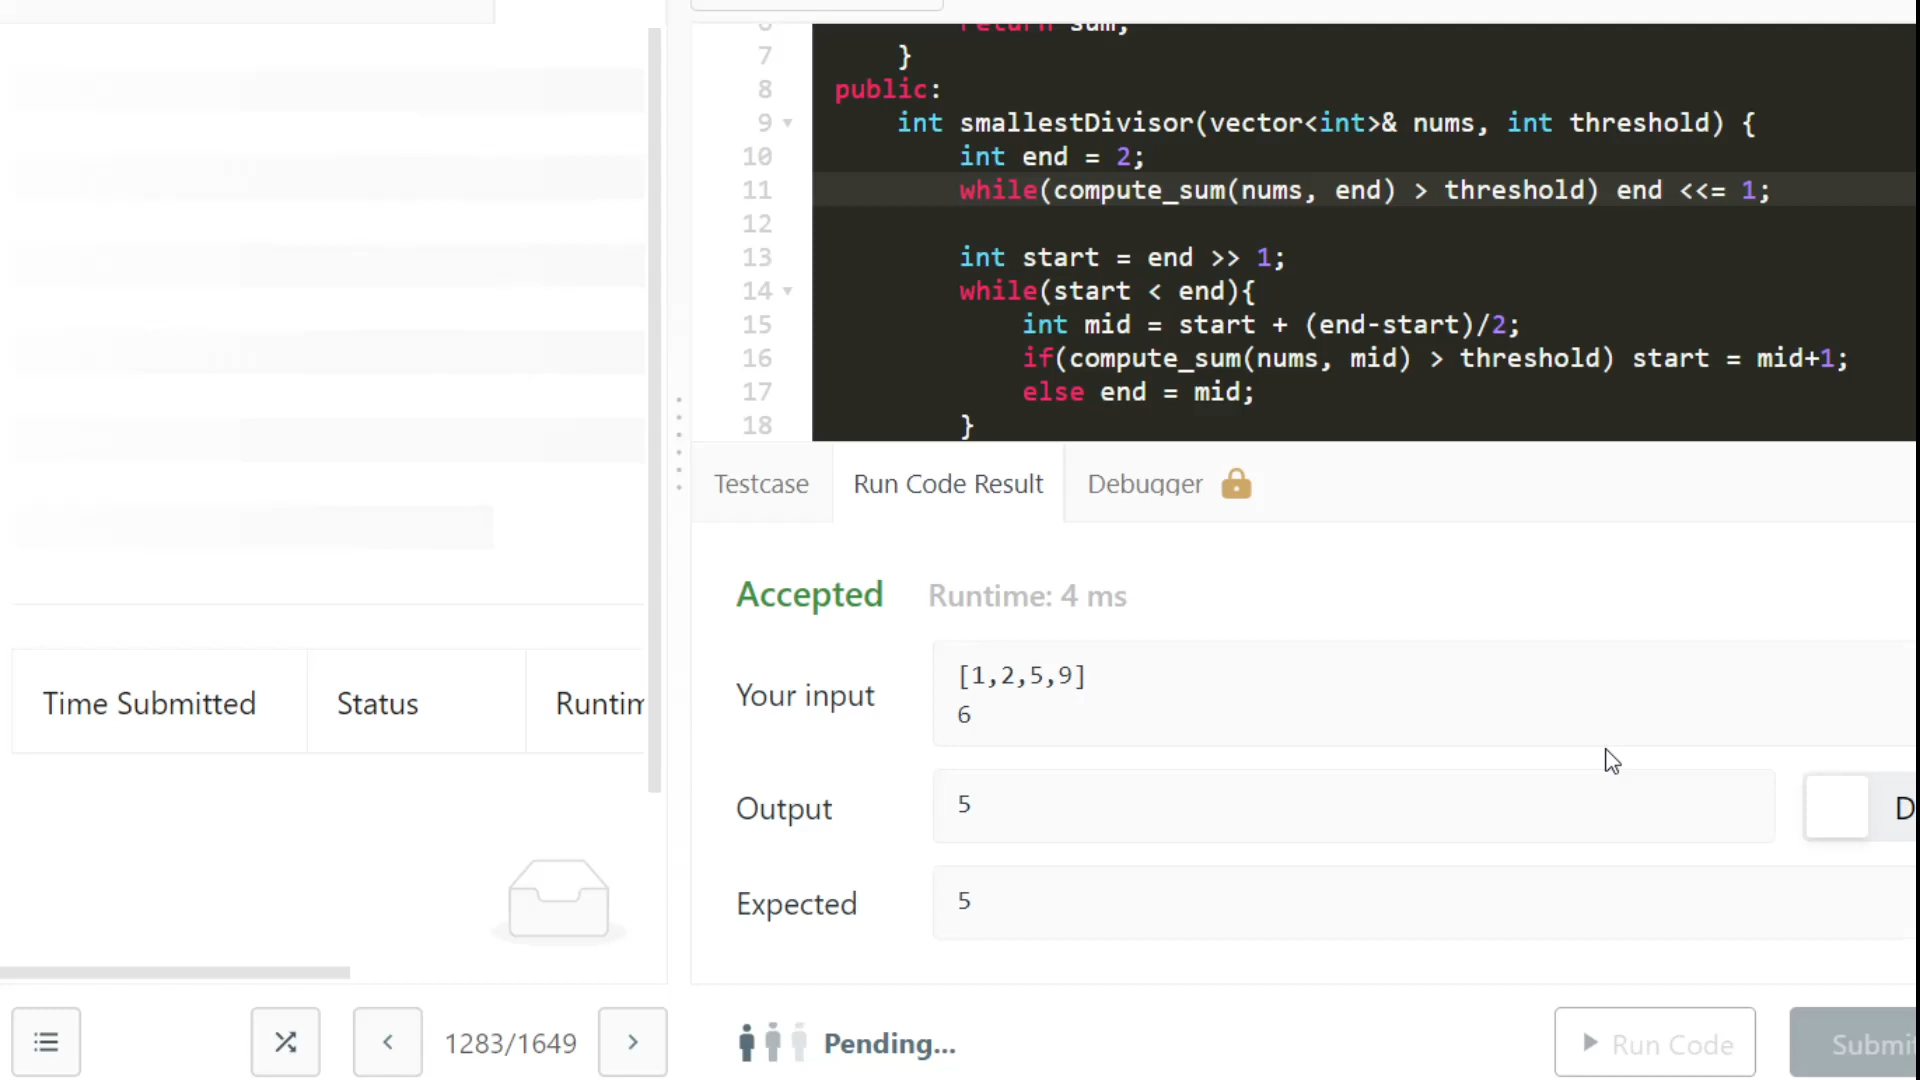 6 return sum;
7 }
8 public:
9 int smallestDivisor(vector<int>& nums, int threshold) {
10 int end = 2;
11 while(compute_sum(nums, end) > threshold) end <<= 1;
12
13 int start = end >> 1;
14 while(start < end){
15 int mid = start + (end-start)/2;
16 if(compute_sum(nums, mid) > threshold) start = mid+1;
17 else end = mid;
18 }
Testcase Run Code Result Debugger
Accepted Runtime: 4 ms
Your input
[1,2,5,9]
6
Output 5 D
Expected 5
Time Submitted Status Runtim
1283/1649 Pending... Run Code Submi